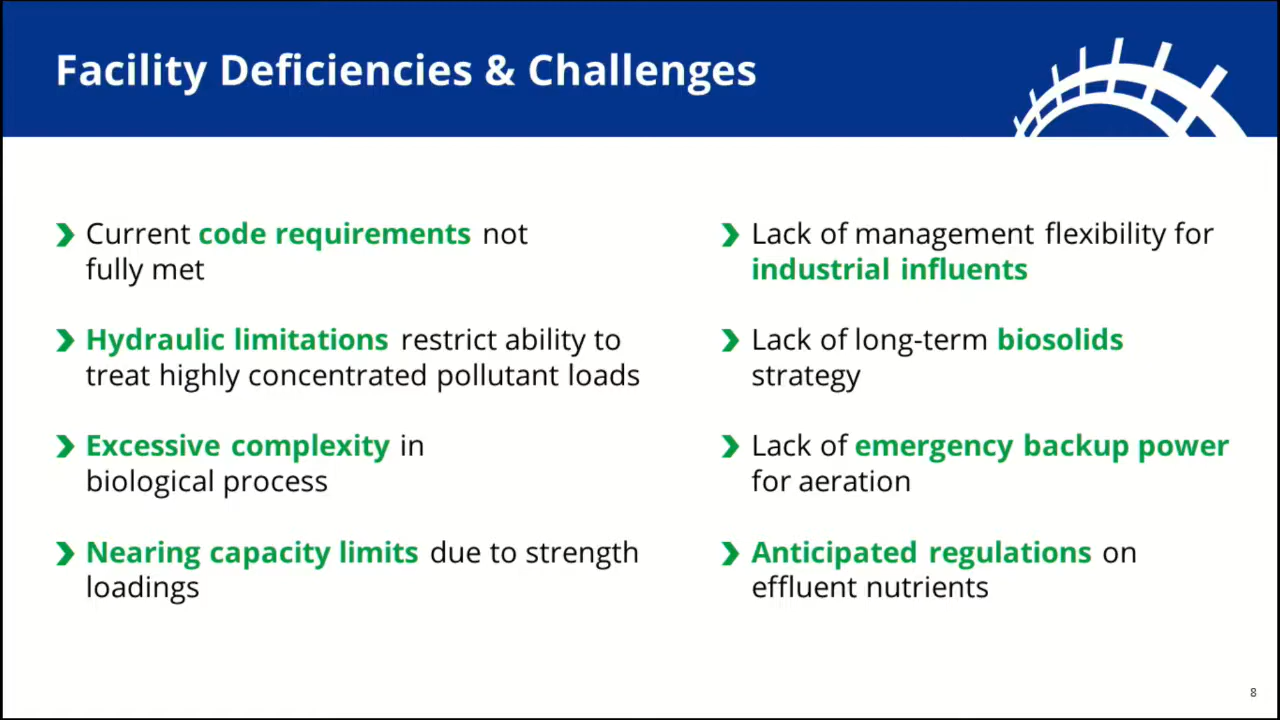 Facility Deficiencies & Challenges
Current code requirements not
fully met
Hydraulic limitations restrict ability to
treat highly concentrated pollutant loads
Excessive complexity in
biological process
Nearing capacity limits due to strength
loadings
Lack of management flexibility for
industrial influents
Lack of long-term biosolids
strategy
Lack of emergency backup power
for aeration
Anticipated regulations on
effluent nutrients
8